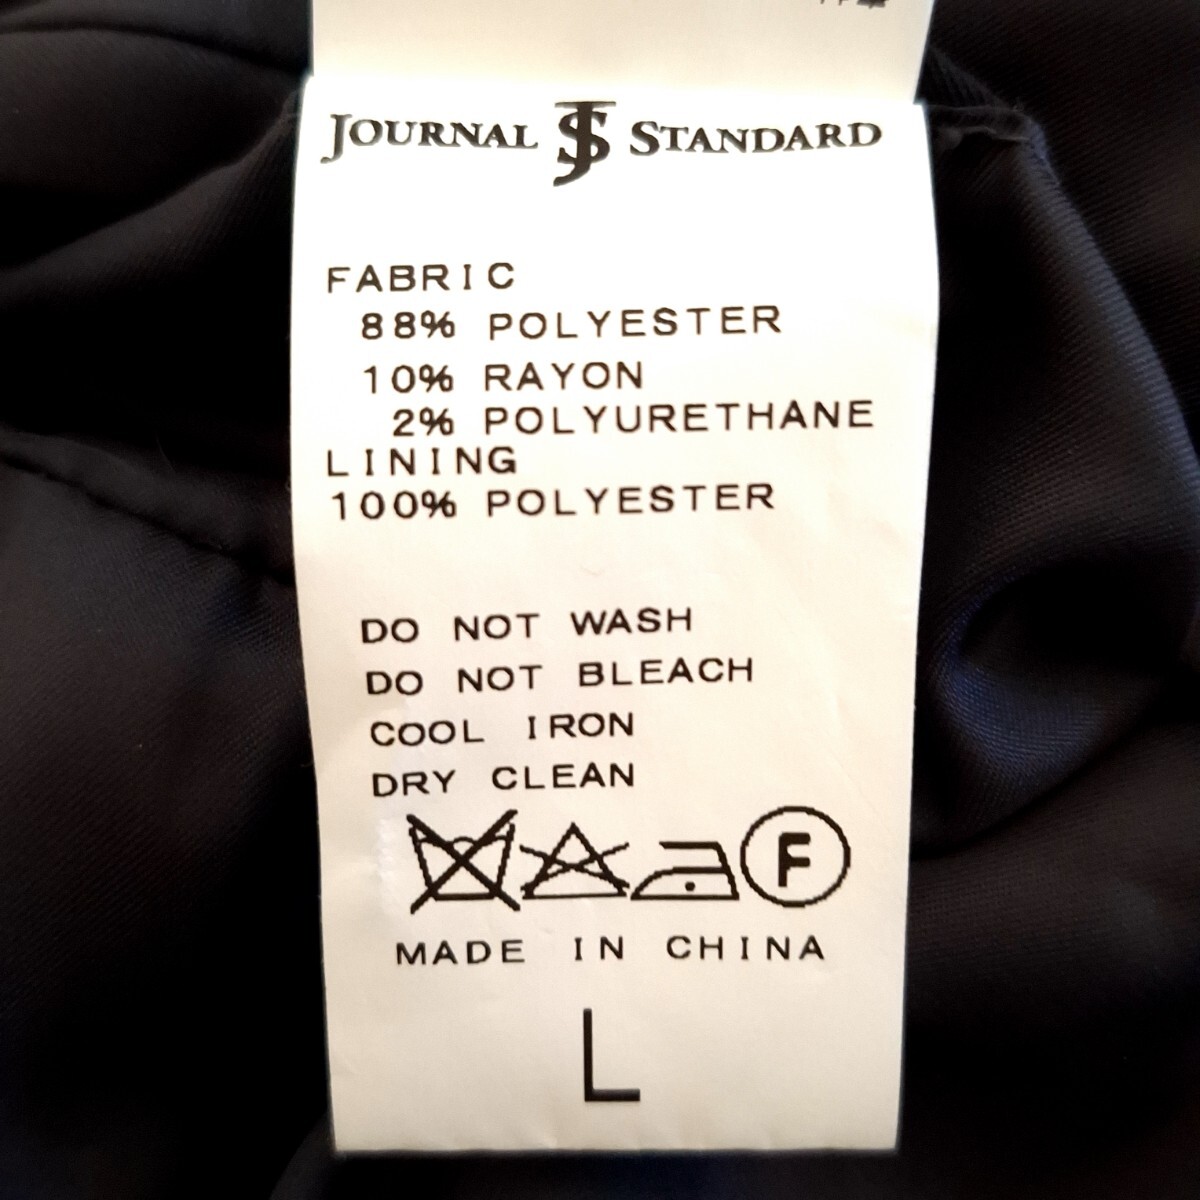 JOURNAL JS STANDARD
FABRIC
88% POLYESTER
10% RAYON
2% POLYURETHANE
LINING
100% POLYESTER
DO NOT WASH
DO NOT BLEACH
COOL IRON
DRY CLEAN
F
MADE IN CHINA
L